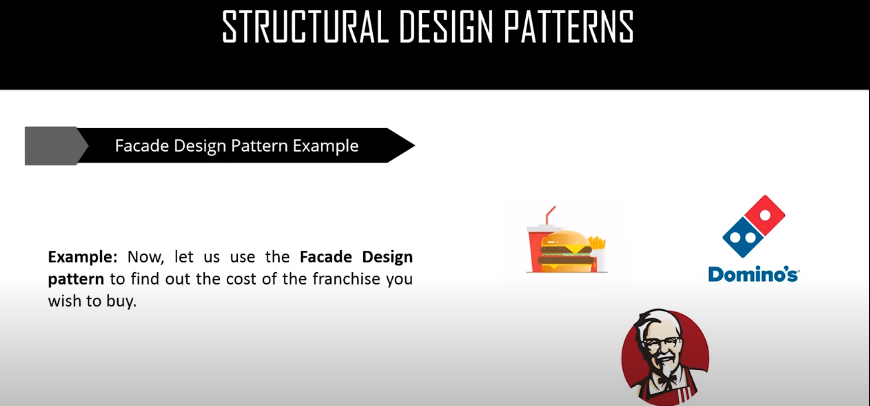 STRUCTURAL DESIGN PATTERNS
Facade Design Pattern Example
Example: Now, let us use the Facade Design
pattern to find out the cost of the franchise you
wish to buy.
Domino's